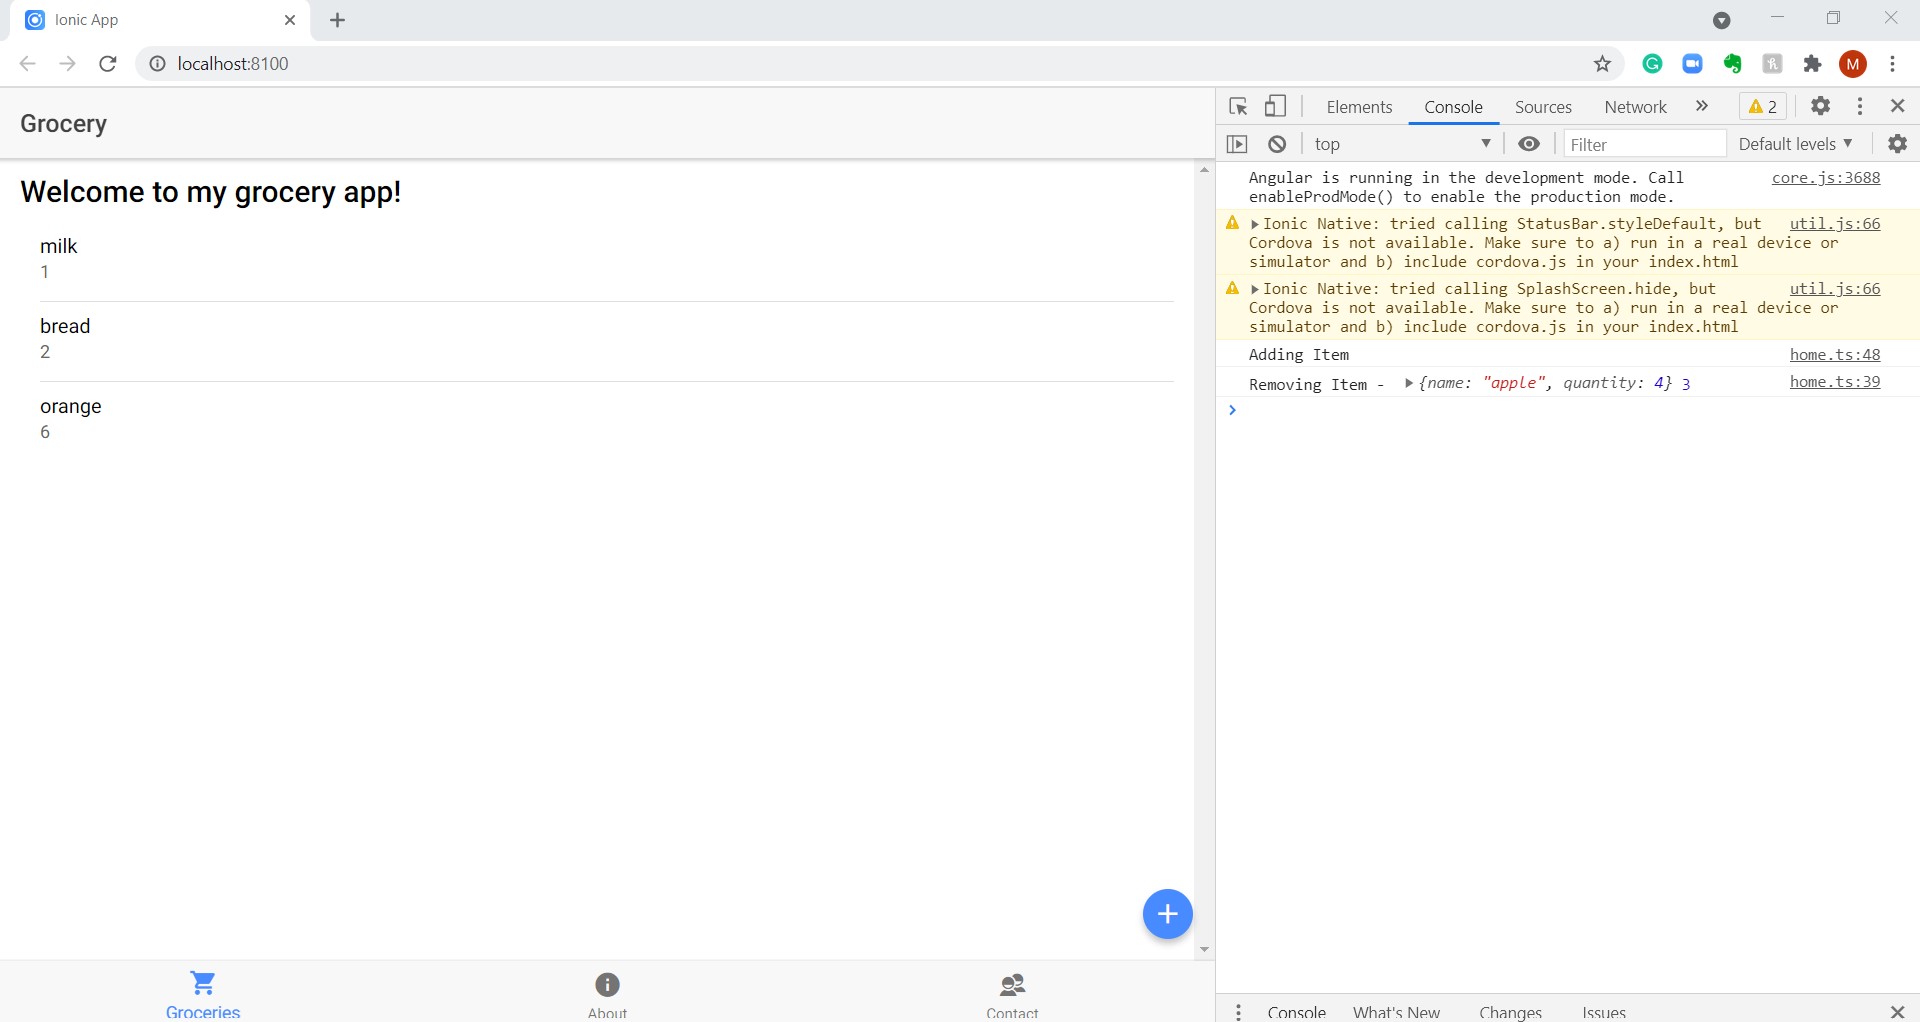 Ionic App
localhost:8100
M
Grocery
Welcome to my grocery app!
milk
1
bread
2
orange
6
Groceries
About
Contact
Elements Console Sources Network » 2
top Filter Default levels
Angular is running in the development mode. Call core.js:3688
enableProdMode() to enable the production mode.
Ionic Native: tried calling StatusBar.styleDefault, but util.js:66
Cordova is not available. Make sure to a) run in a real device or
simulator and b) include cordova.js in your index.html
Ionic Native: tried calling SplashScreen.hide, but util.js:66
Cordova is not available. Make sure to a) run in a real device or
simulator and b) include cordova.js in your index.html
Adding Item home.ts:48
Removing Item - {name: "apple", quantity: 4} 3 home.ts:39
Console What's New Changes Issues